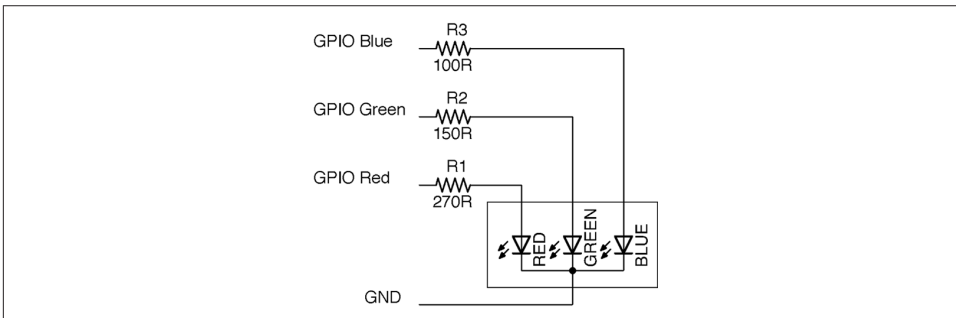 R3
GPIO Blue
100R
R2
GPIO Green
150R
R1
GPIO Red
270R
RED
GREEN
BLUE
GND